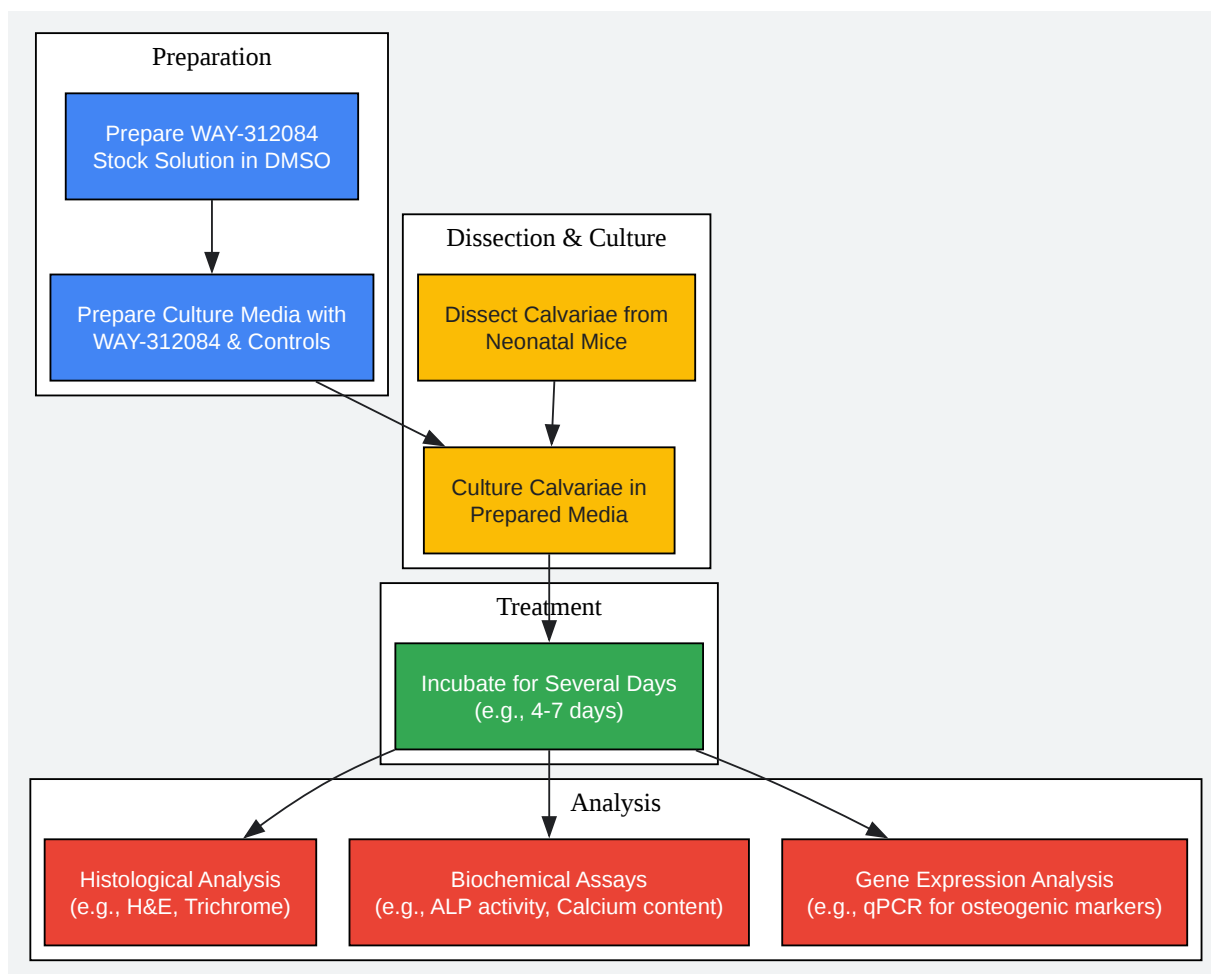 Preparation
Prepare WAY-312084
Stock Solution in DMSO
Prepare Culture Media with
WAY-312084 & Controls
Dissection & Culture
Dissect Calvariae from
Neonatal Mice
Culture Calvariae in
Prepared Media
Treatment
Incubate for Several Days
(e.g., 4-7 days)
Analysis
Histological Analysis
(e.g., H&E, Trichrome)
Biochemical Assays
(e.g., ALP activity, Calcium content)
Gene Expression Analysis
(e.g., qPCR for osteogenic markers)